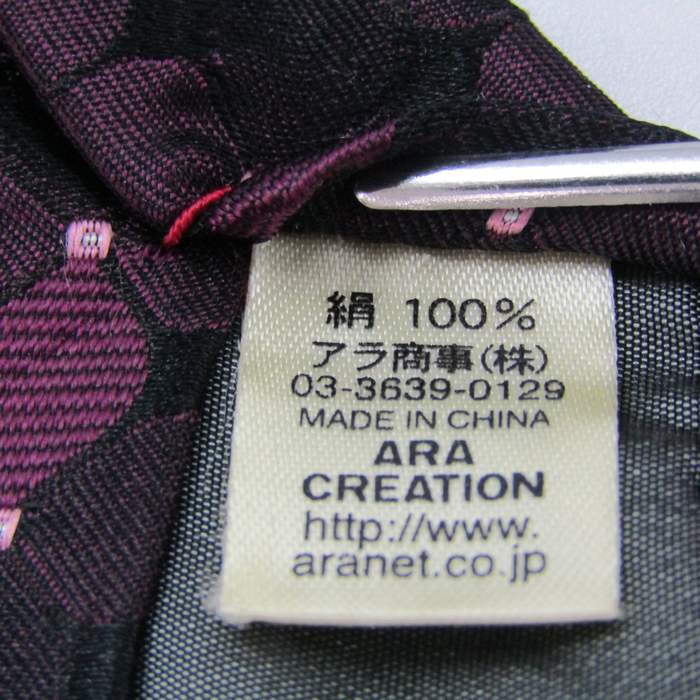 絹 100%
アラ商事(株)
03-3639-0129
MADE IN CHINA
ARA
CREATION
http://www.
aranet.co.jp